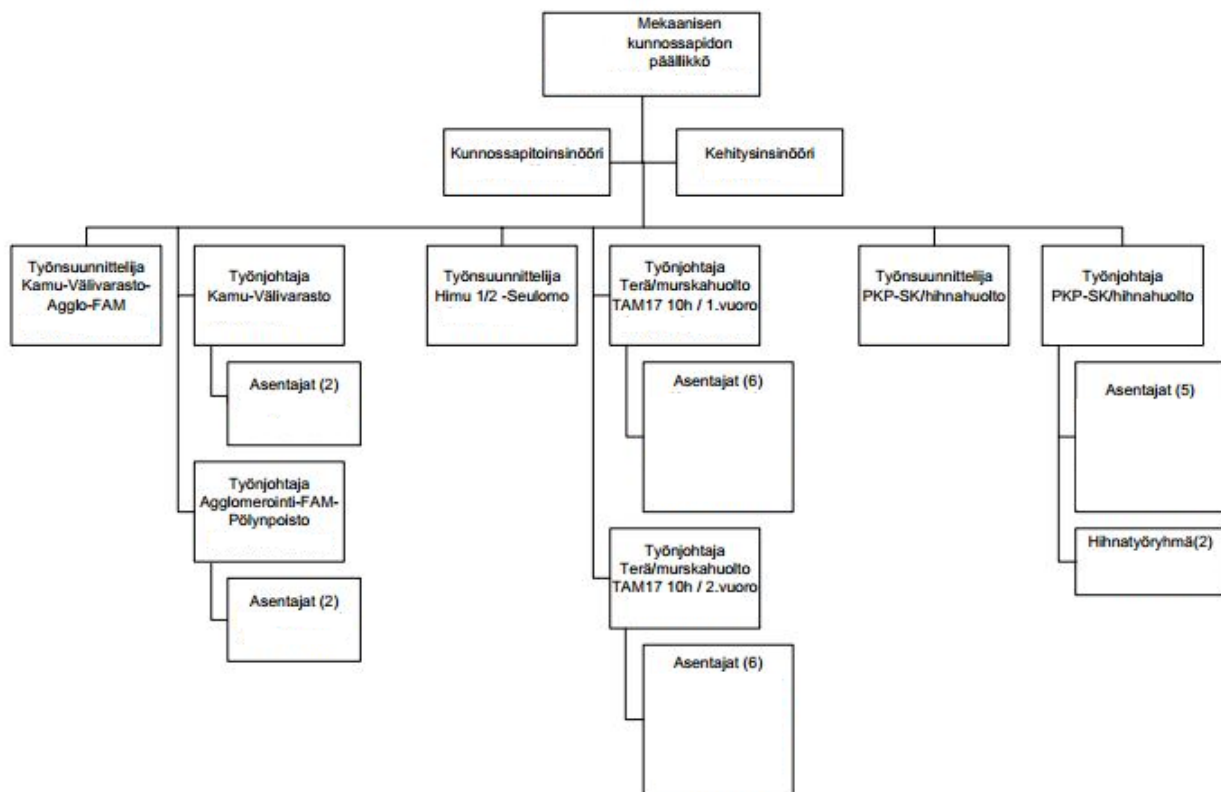 Mekaanisen
kunnossapidon
päällikkö
Kunnossapitoinsinööri
Kehitysinsinööri
Työnsuunnittelija
Kamu-Välivarasto-
Agglo-FAM
Työnjohtaja
Kamu-Välivarasto
Asentajat (2)
Työnjohtaja
Agglomerointi-FAM-
Pölynpoisto
Asentajat (2)
Työnsuunnittelija
Himu 1/2 -Seulomo
Työnjohtaja
Terä/murskahuolto
TAM17 10h / 1.vuoro
Asentajat (6)
Työnjohtaja
Terä/murskahuolto
TAM17 10h / 2.vuoro
Asentajat (6)
Työnsuunnittelija
PKP-SK/hihnahuolto
Työnjohtaja
PKP-SK/hihnahuolto
Asentajat (5)
Hihnatyöryhmä(2)